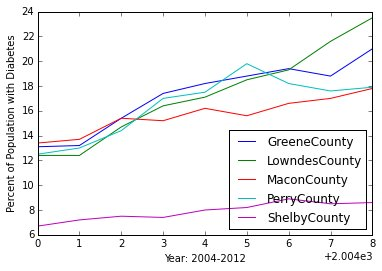 Percent of Population with Diabetes
24
22
20
18
16
14
12
10
8
6
GreeneCounty
LowndesCounty
MaconCounty
PerryCounty
ShelbyCounty
0 1 2 3 4 5 6 7 8
+2.004e3
Year: 2004-2012